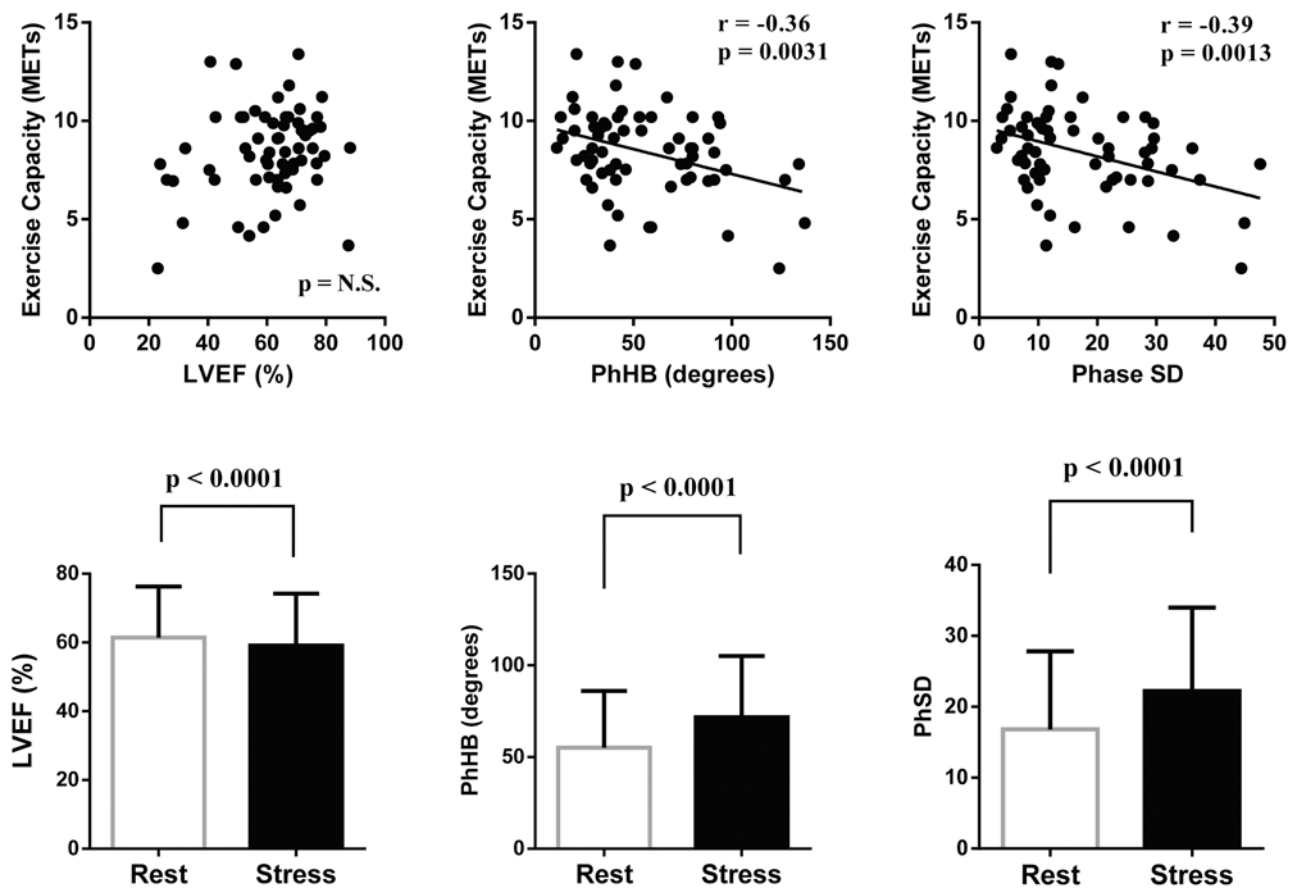 Exercise Capacity (METs)
15
10
5
0
0 20 40 60 80 100
LVEF (%)
p = N.S.
Exercise Capacity (METs)
15
10
5
0
0 50 100 150
PhHB (degrees)
r = -0.36
p = 0.0031
Exercise Capacity (METs)
15
10
5
0
0 10 20 30 40 50
Phase SD
r = -0.39
p = 0.0013
p < 0.0001
LVEF (%)
80
60
40
20
0
Rest Stress
p < 0.0001
PhHB (degrees)
150
100
50
0
Rest Stress
p < 0.0001
PhSD
40
30
20
10
0
Rest Stress